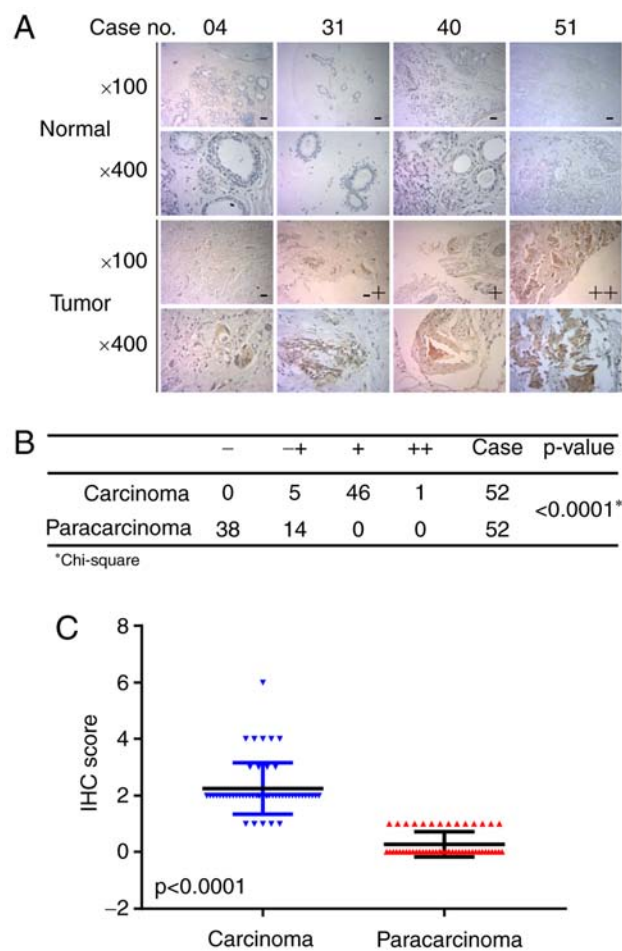 A
Case no. 04 31 40 51
×100 - - - -
Normal
×400
×100 - -+ + ++
Tumor
×400
B
− −+ + ++ Case p-value
Carcinoma 0 5 46 1 52 <0.0001*
Paracarcinoma 38 14 0 0 52
*Chi-square
C
8
6
4
2
0
−2
IHC score
p<0.0001
Carcinoma Paracarcinoma